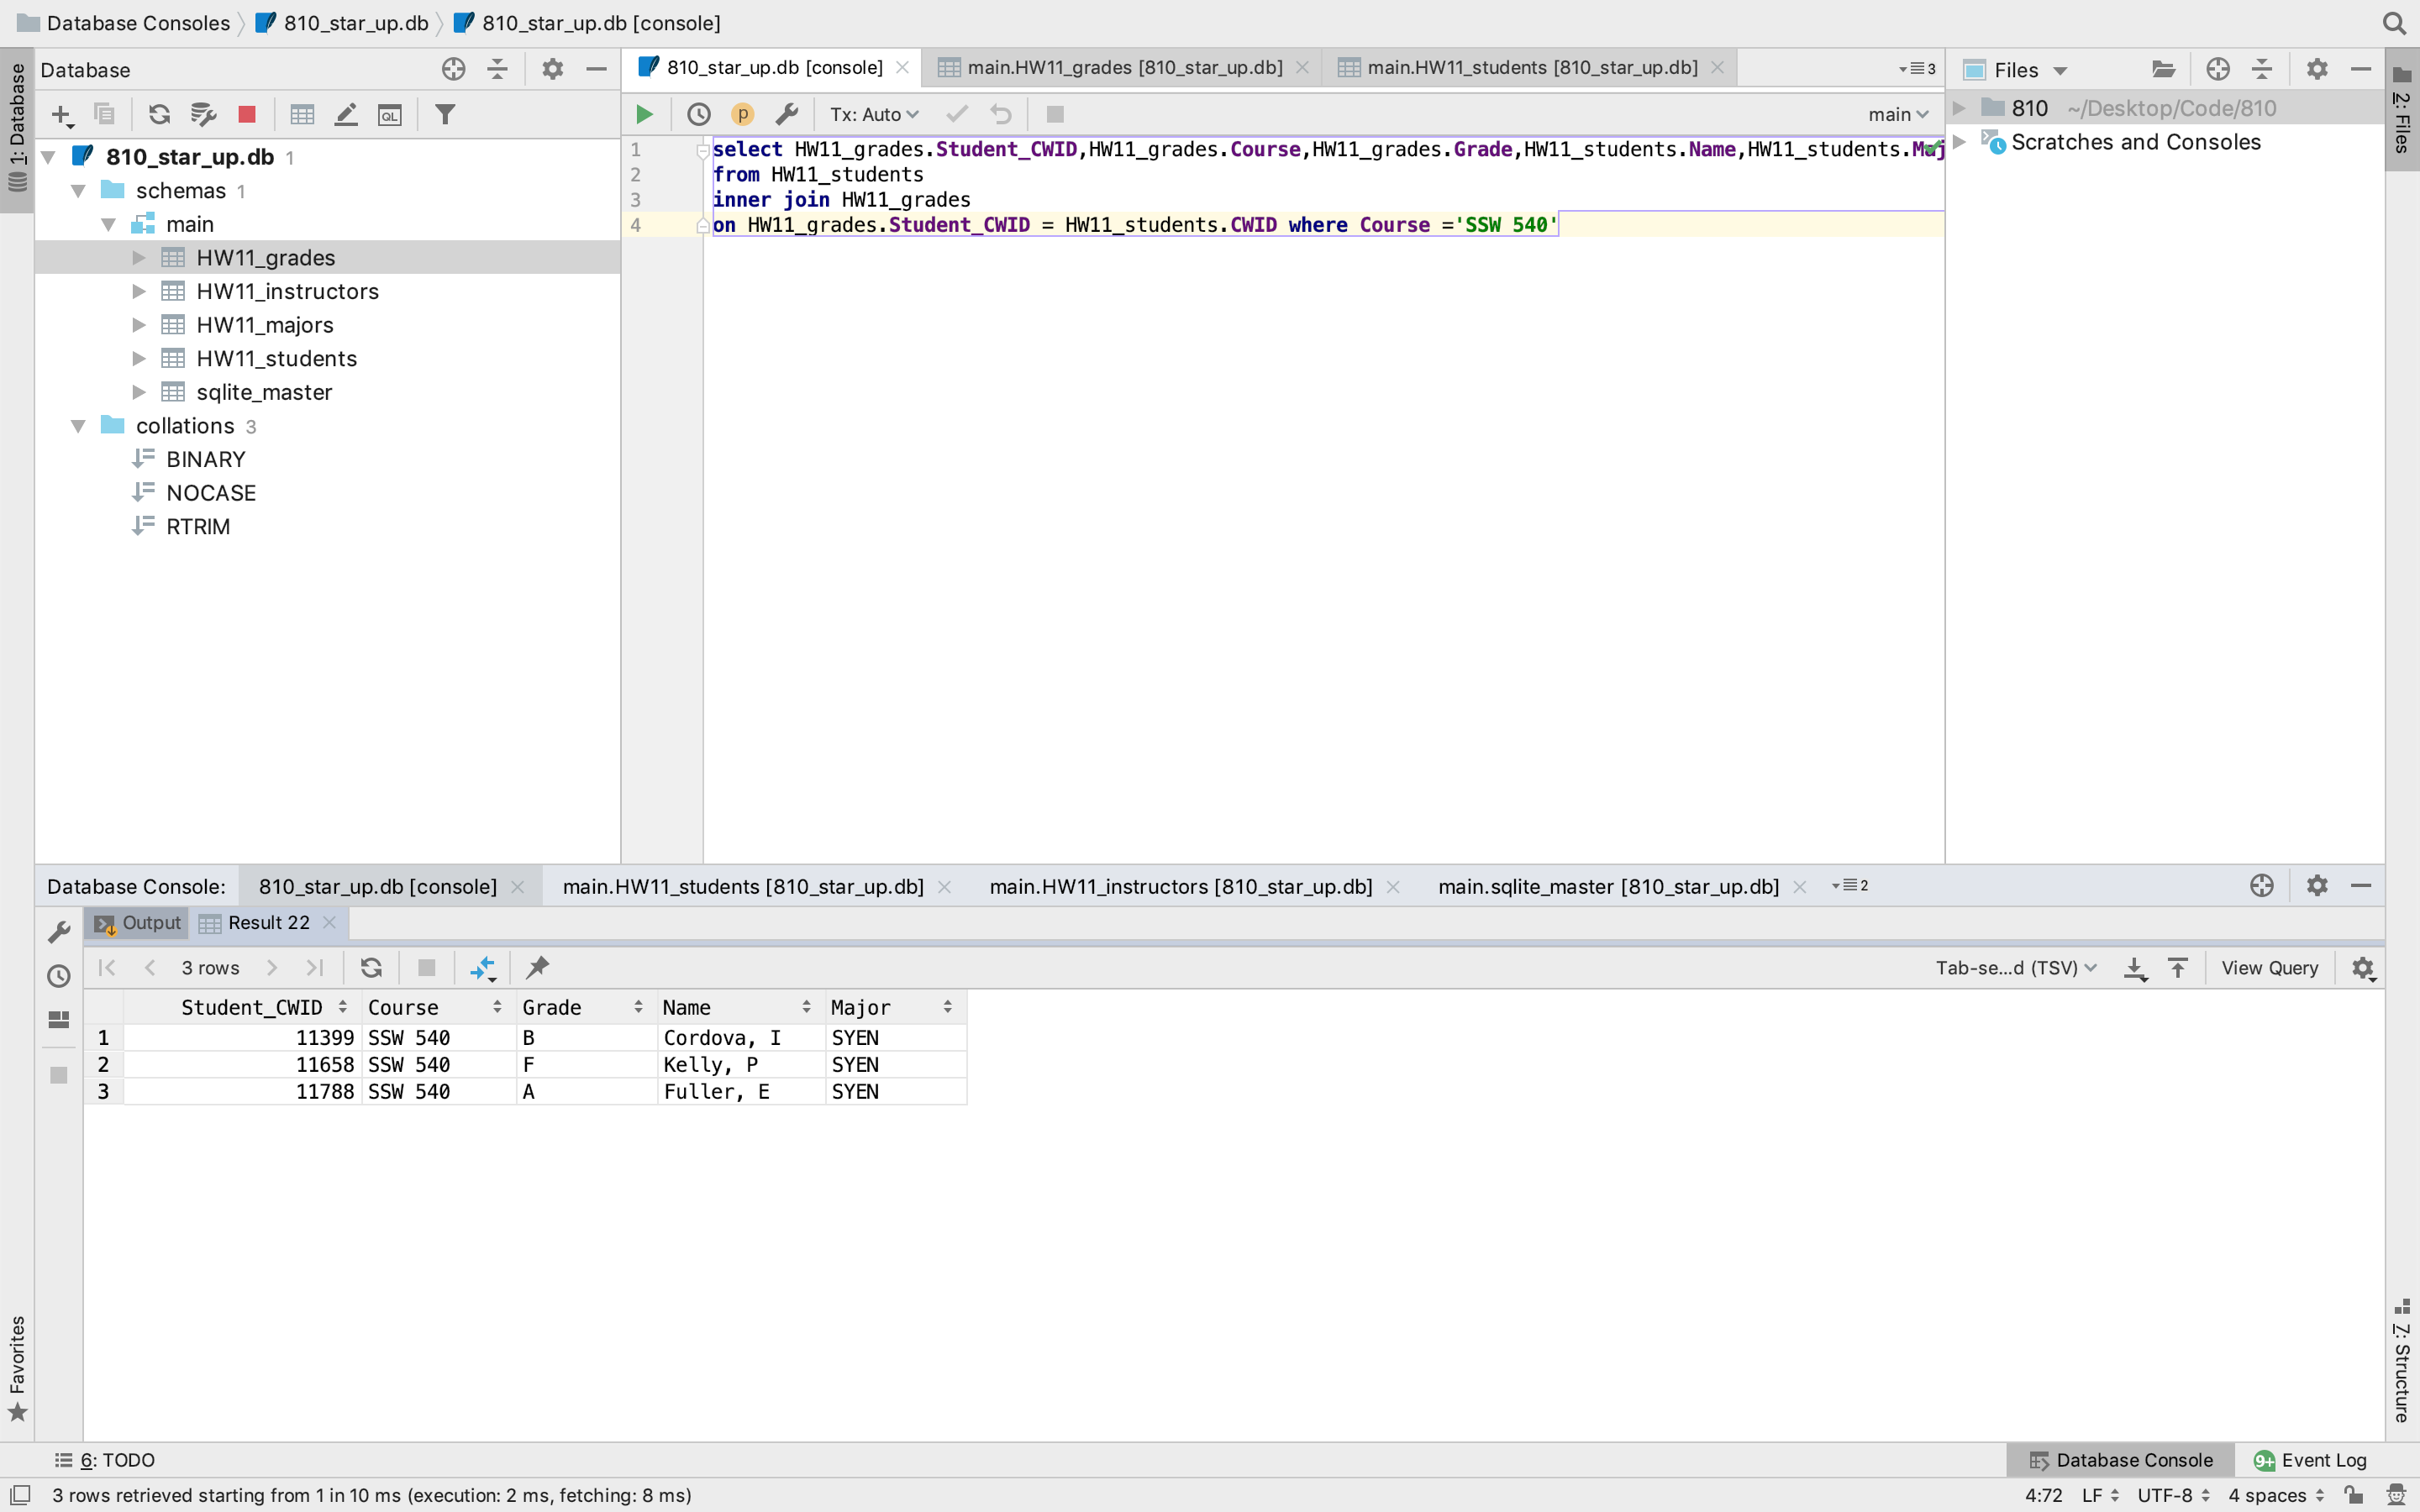 Database Consoles 810_star_up.db 810_star_up.db [console]
1: Database
Database
810_star_up.db 1
schemas 1
main
HW11_grades
HW11_instructors
HW11_majors
HW11_students
sqlite_master
collations 3
BINARY
NOCASE
RTRIM
810_star_up.db [console] main.HW11_grades [810_star_up.db] main.HW11_students [810_star_up.db] 3
p Tx: Auto main
1 select HW11_grades.Student_CWID,HW11_grades.Course,HW11_grades.Grade,HW11_students.Name,HW11_students.Maj
2 from HW11_students
3 inner join HW11_grades
4 on HW11_grades.Student_CWID = HW11_students.CWID where Course ='SSW 540'
Files
810 ~/Desktop/Code/810
Scratches and Consoles
2: Files
Database Console: 810_star_up.db [console] main.HW11_students [810_star_up.db] main.HW11_instructors [810_star_up.db] main.sqlite_master [810_star_up.db] 2
Output Result 22
3 rows Tab-se...d (TSV) View Query
Student_CWID Course Grade Name Major
1 11399 SSW 540 B Cordova, I SYEN
2 11658 SSW 540 F Kelly, P SYEN
3 11788 SSW 540 A Fuller, E SYEN
Favorites
7: Structure
6: TODO Database Console 9+ Event Log
3 rows retrieved starting from 1 in 10 ms (execution: 2 ms, fetching: 8 ms) 4:72 LF UTF-8 4 spaces